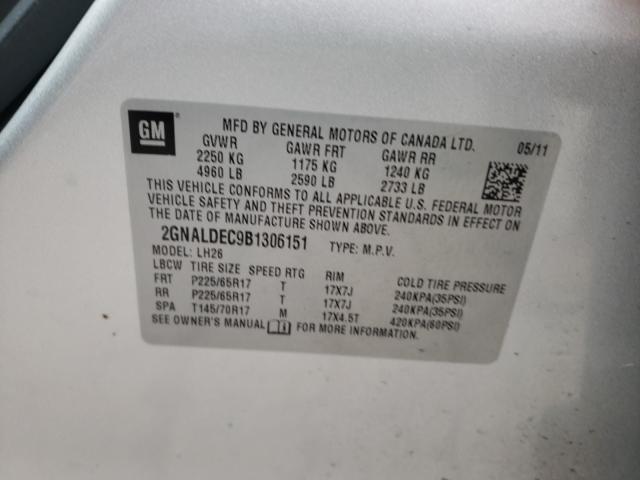 GM
MFD BY GENERAL MOTORS OF CANADA LTD. 05/11
GVWR GAWR FRT GAWR RR
2250 KG 1175 KG 1240 KG
4960 LB 2590 LB 2733 LB
THIS VEHICLE CONFORMS TO ALL APPLICABLE U.S. FEDERAL MOTOR
VEHICLE SAFETY AND THEFT PREVENTION STANDARDS IN EFFECT ON
THE DATE OF MANUFACTURE SHOWN ABOVE.
2GNALDEC9B1306151 TYPE: M.P.V.
MODEL: LH26
LBCW TIRE SIZE SPEED RTG RIM COLD TIRE PRESSURE
FRT P225/65R17 T 17X7J 240KPA(35PSI)
RR P225/65R17 T 17X7J 240KPA(35PSI)
SPA T145/70R17 M 17X4.5T 420KPA(60PSI)
SEE OWNER'S MANUAL FOR MORE INFORMATION.